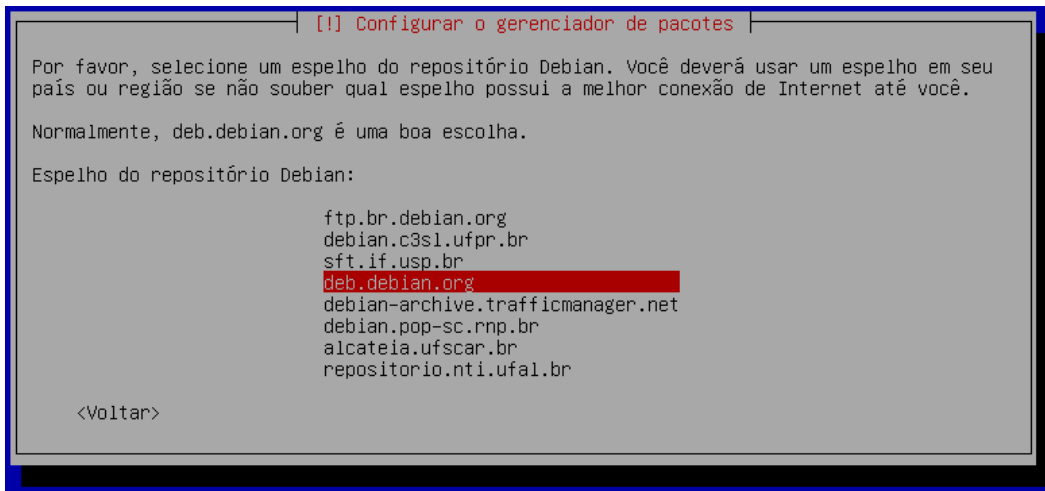 [!] Configurar o gerenciador de pacotes
Por favor, selecione um espelho do repositório Debian. Você deverá usar um espelho em seu
país ou região se não souber qual espelho possui a melhor conexão de Internet até você.
Normalmente, deb.debian.org é uma boa escolha.
Espelho do repositório Debian:
ftp.br.debian.org
debian.c3sl.ufpr.br
sft.if.usp.br
deb.debian.org
debian-archive.trafficmanager.net
debian.pop-sc.rnp.br
alcateia.ufscar.br
repositorio.nti.ufal.br
<Voltar>